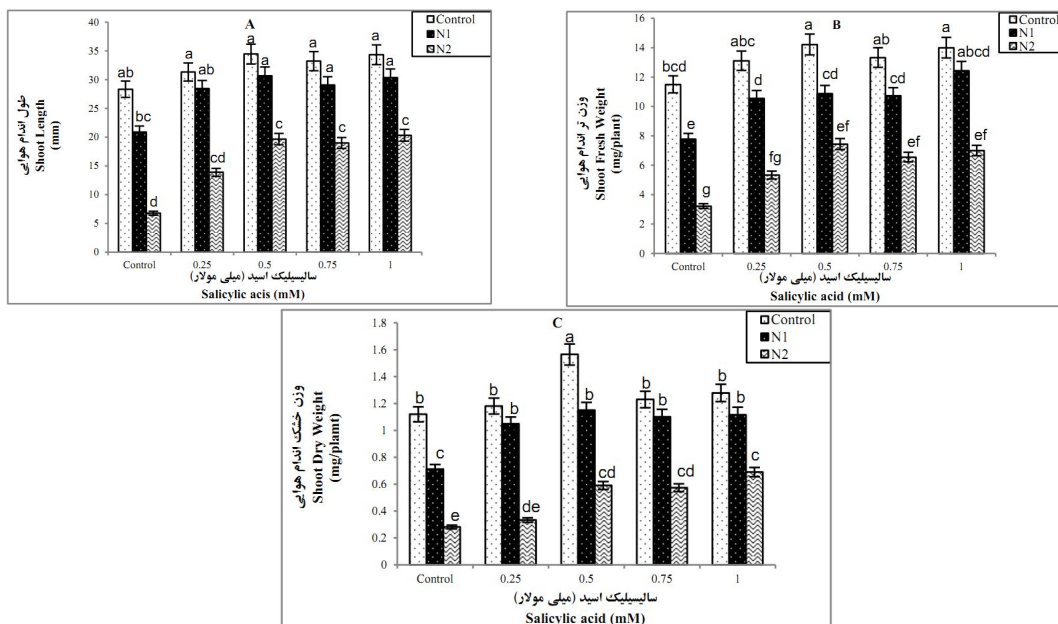 A
Control
N1
N2
طول اندام هوایی
Shoot Length
(mm)
40
35
30
25
20
15
10
5
0
ab
bc
d
a
ab
cd
a
a
c
a
a
c
a
a
c
Control 0.25 0.5 0.75 1
سالیسیلیک اسید (میلی مولار)
Salicylic acis (mM)
B
Control
N1
N2
وزن تر اندام هوایی
Shoot Fresh Weight
(mg/plant)
16
14
12
10
8
6
4
2
0
bcd
e
g
abc
d
fg
a
cd
ef
ab
cd
ef
a
abcd
ef
Control 0.25 0.5 0.75 1
سالیسیلیک اسید (میلی مولار)
Salicylic acid (mM)
C
Control
N1
N2
وزن خشک اندام هوایی
Shoot Dry Weight
(mg/plamt)
1.8
1.6
1.4
1.2
1
0.8
0.6
0.4
0.2
0
b
c
e
b
b
de
a
b
cd
b
b
cd
b
b
c
Control 0.25 0.5 0.75 1
سالیسیلیک اسید (میلی مولار)
Salicylic acid (mM)